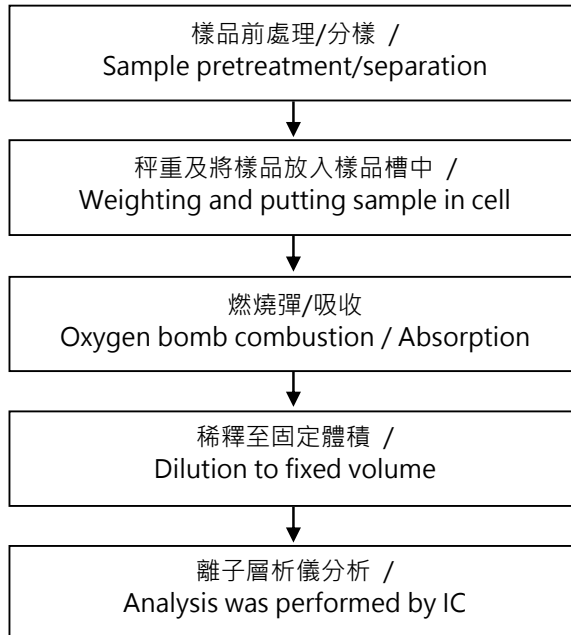 樣品前處理/分樣 /
Sample pretreatment/separation
秤重及將樣品放入樣品槽中 /
Weighting and putting sample in cell
燃燒彈/吸收
Oxygen bomb combustion / Absorption
稀釋至固定體積 /
Dilution to fixed volume
離子層析儀分析 /
Analysis was performed by IC